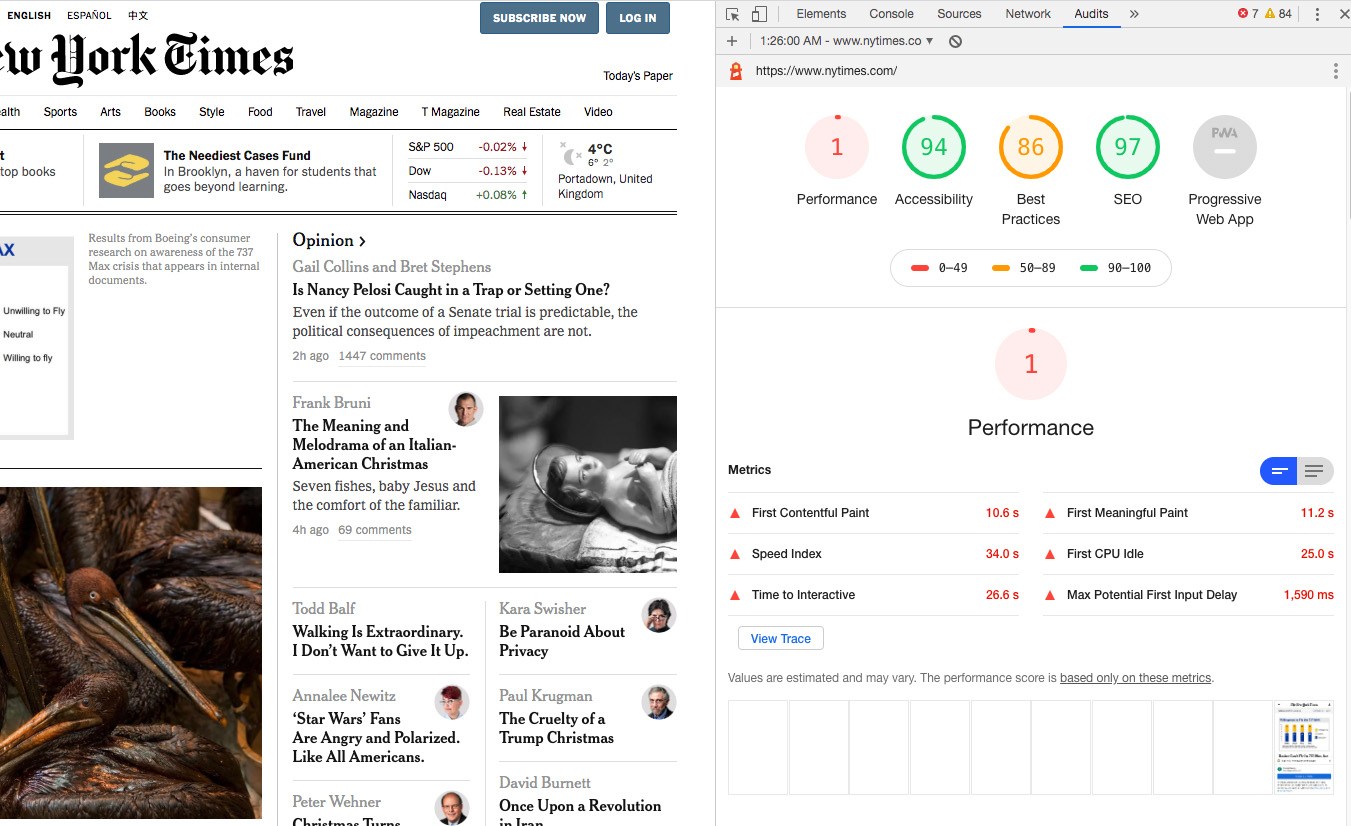 ENGLISH ESPAÑOL 中文
SUBSCRIBE NOW LOG IN
ew York Times
Today's Paper
alth Sports Arts Books Style Food Travel Magazine T Magazine Real Estate Video
t
top books
The Neediest Cases Fund
In Brooklyn, a haven for students that
goes beyond learning.
S&P 500 -0.02% ↓
Dow -0.13% ↓
Nasdaq +0.08% ↑
4°C
6° 2°
Portadown, United
Kingdom
AX
Unwilling to Fly
Neutral
Willing to fly
Results from Boeing's consumer
research on awareness of the 737
Max crisis that appears in internal
documents.
Opinion >
Gail Collins and Bret Stephens
Is Nancy Pelosi Caught in a Trap or Setting One?
Even if the outcome of a Senate trial is predictable, the
political consequences of impeachment are not.
2h ago 1447 comments
Frank Bruni
The Meaning and
Melodrama of an Italian-
American Christmas
Seven fishes, baby Jesus and
the comfort of the familiar.
4h ago 69 comments
Todd Balf
Walking Is Extraordinary.
I Don't Want to Give It Up.
Kara Swisher
Be Paranoid About
Privacy
Annalee Newitz
‘Star Wars’ Fans
Are Angry and Polarized.
Like All Americans.
Paul Krugman
The Cruelty of a
Trump Christmas
Peter Wehner
Christmas Turns
David Burnett
Once Upon a Revolution
in Iran
Elements Console Sources Network Audits » 7 84
1:26:00 AM - www.nytimes.co ▼
https://www.nytimes.com/
1 94 86 97 PWA
Performance Accessibility Best Practices SEO Progressive Web App
0–49 50–89 90–100
1
Performance
Metrics
First Contentful Paint 10.6 s
First Meaningful Paint 11.2 s
Speed Index 34.0 s
First CPU Idle 25.0 s
Time to Interactive 26.6 s
Max Potential First Input Delay 1,590 ms
View Trace
Values are estimated and may vary. The performance score is based only on these metrics.